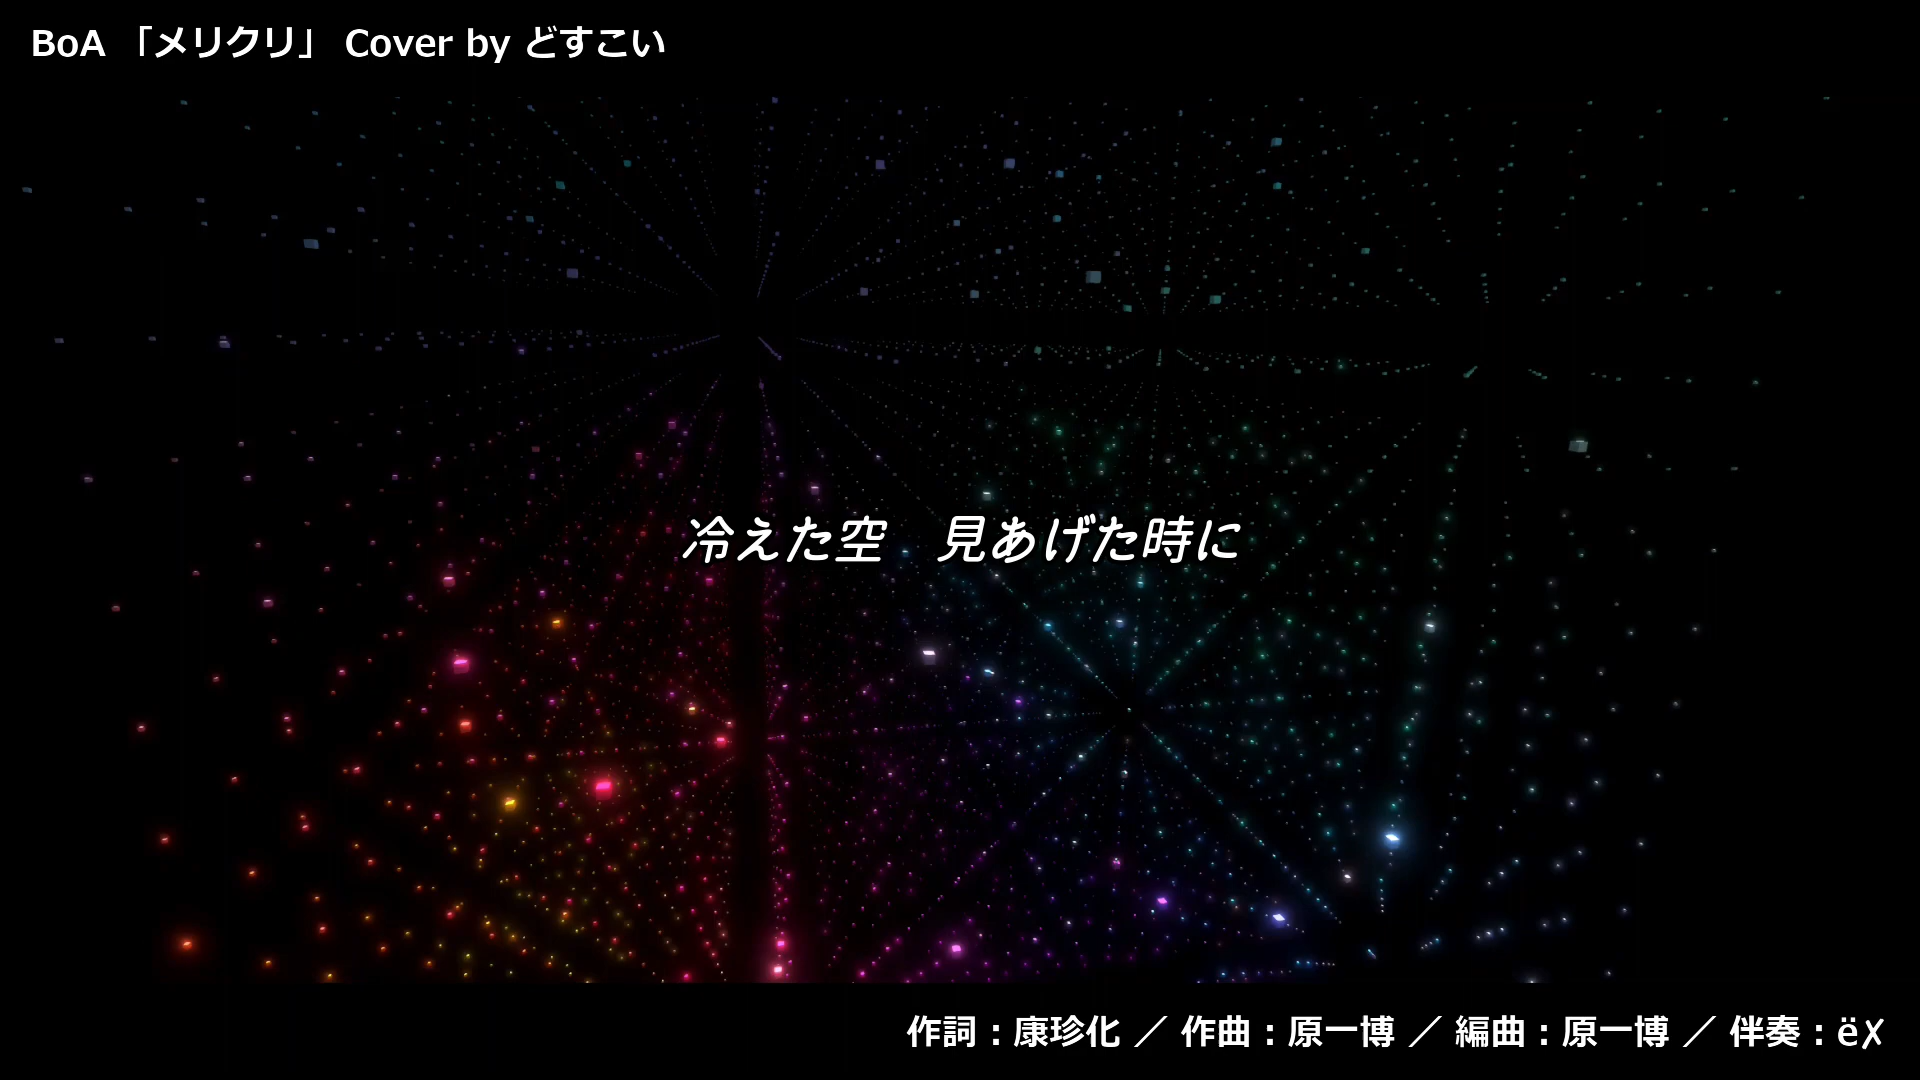 BoA 「メリクリ」 Cover by どすこい
冷えた空　見あげた時に
作詞：康珍化 ／ 作曲：原一博 ／ 編曲：原一博 ／ 伴奏：ëX